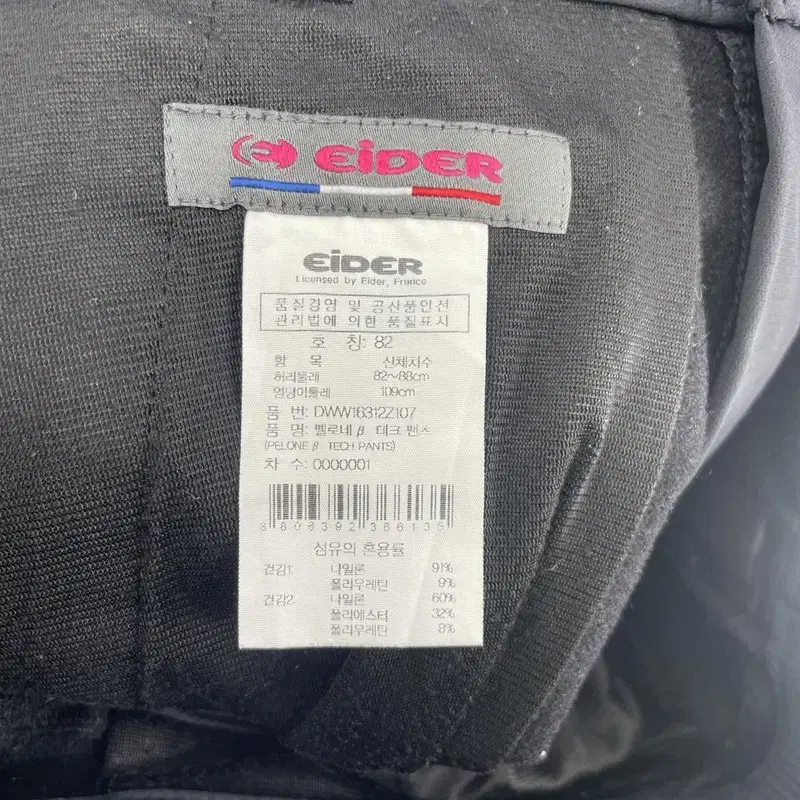 EiDER
EiDER
Licensed by Eider, France
품질경영 및 공산품안전
관리법에 의한 품질표시
호 칭: 82
항 목 신체치수
허리둘레 82~88cm
엉덩이둘레 109cm
품 번: DWW16312Z107
품 명: 펠로네 β 테크 팬츠
(PELONE β TECH PANTS)
차 수: 0000001
8 806392 386135
섬유의 혼용률
겉감1: 나일론 91%
폴리우레탄 9%
겉감2: 나일론 60%
폴리에스터 32%
폴리우레탄 8%